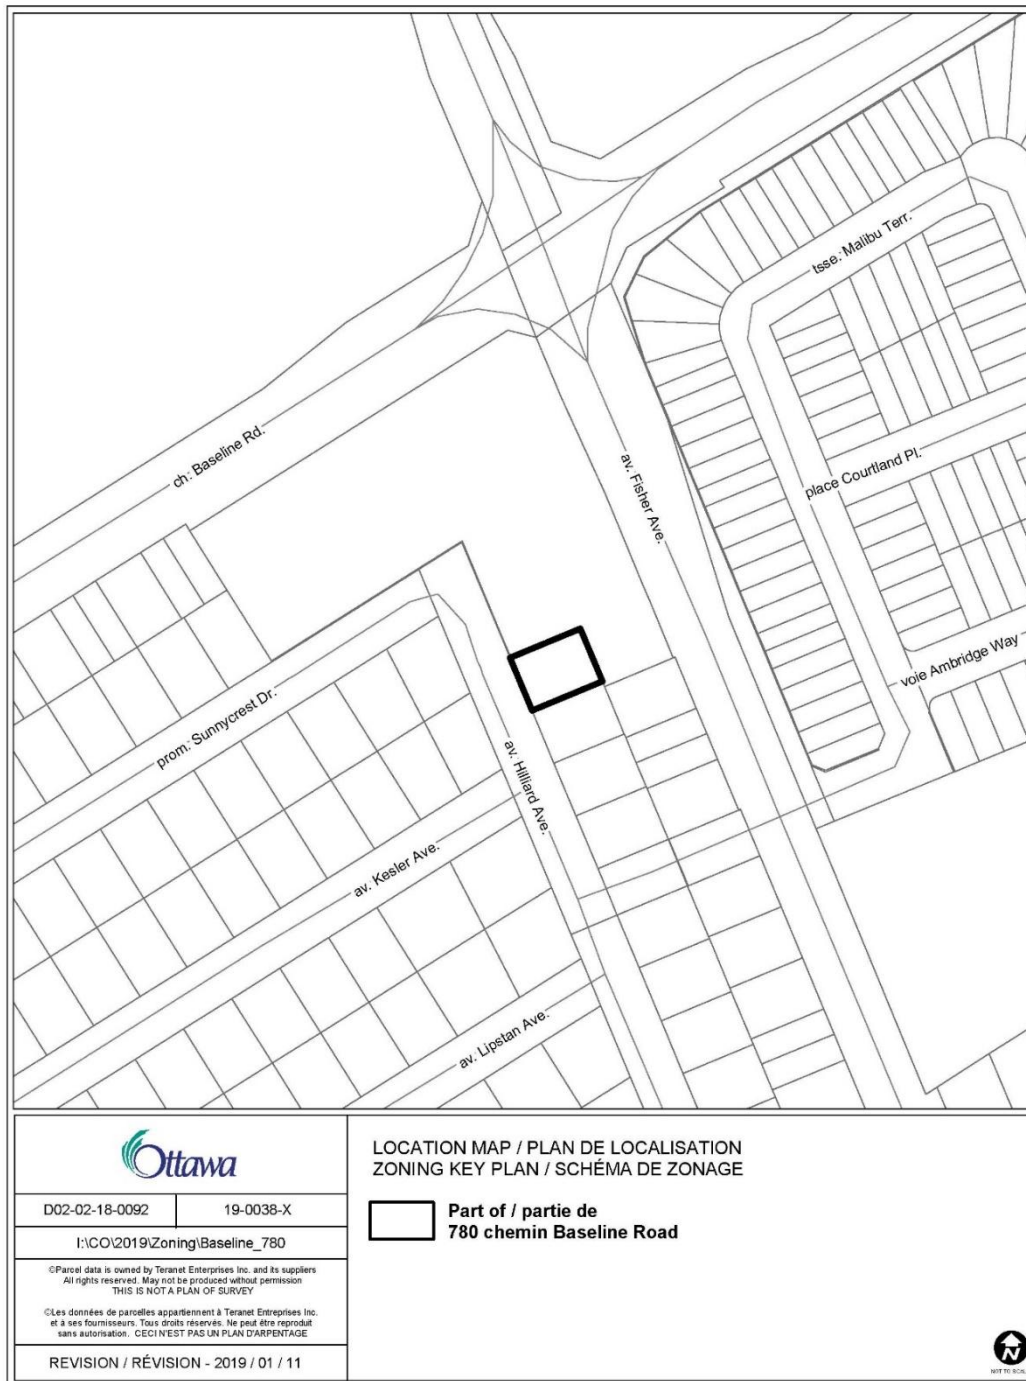 tsse. Malibu Terr.
ch. Baseline Rd.
av. Fisher Ave.
place Courtland Pl.
voie Ambridge Way
prom. Sunnycrest Dr.
av. Hilliard Ave.
av. Kesler Ave.
av. Lipstan Ave.
Ottawa
D02-02-18-0092
19-0038-X
I:\CO\2019\Zoning\Baseline_780
©Parcel data is owned by Teranet Enterprises Inc. and its suppliers
All rights reserved. May not be produced without permission
THIS IS NOT A PLAN OF SURVEY
©Les données de parcelles appartiennent à Teranet Entreprises Inc.
et à ses fournisseurs. Tous droits réservés. Ne peut être reproduit
sans autorisation. CECI N'EST PAS UN PLAN D'ARPENTAGE
REVISION / RÉVISION - 2019 / 01 / 11
LOCATION MAP / PLAN DE LOCALISATION
ZONING KEY PLAN / SCHÉMA DE ZONAGE
Part of / partie de
780 chemin Baseline Road
N
NOT TO SCAL